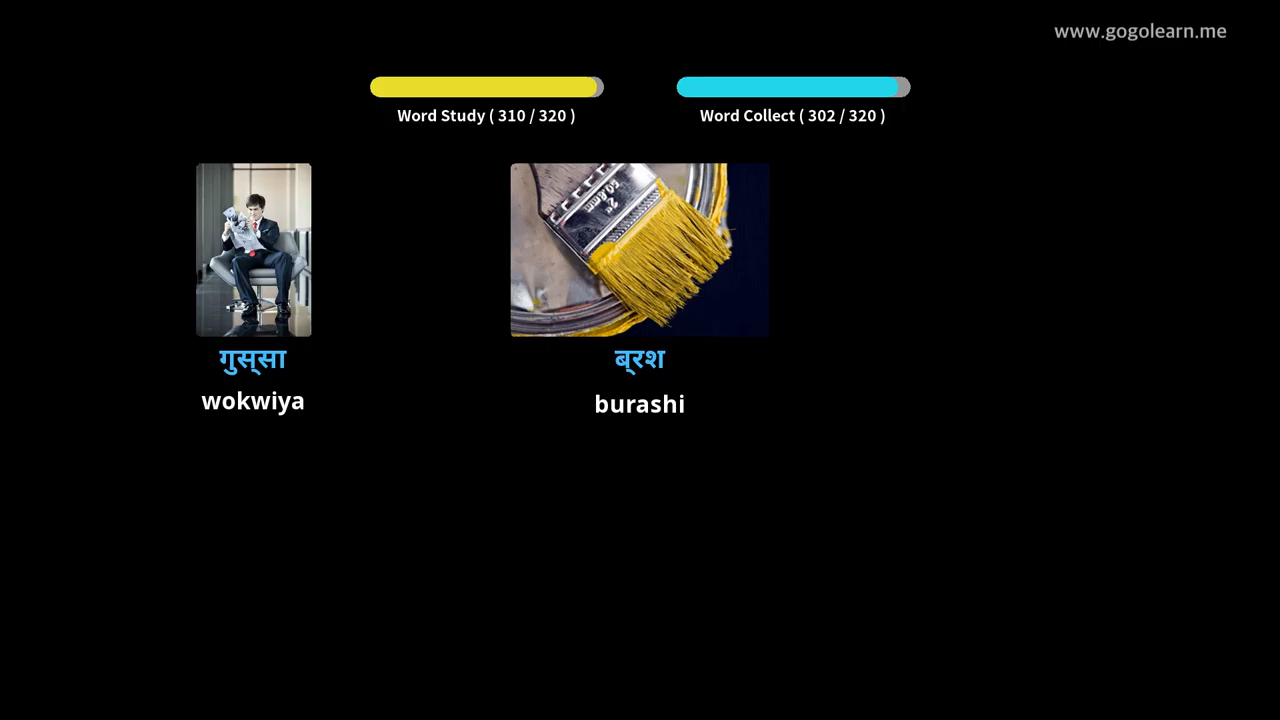 www.gogolearn.me
Word Study ( 310 / 320 )
Word Collect ( 302 / 320 )
गुस्‌सा
wokwiya
ब्‌रश
burashi